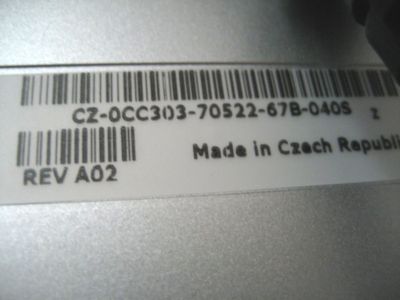 CZ-0CC303-70522-67B-040S Z
Made in Czech Republi
REV A02